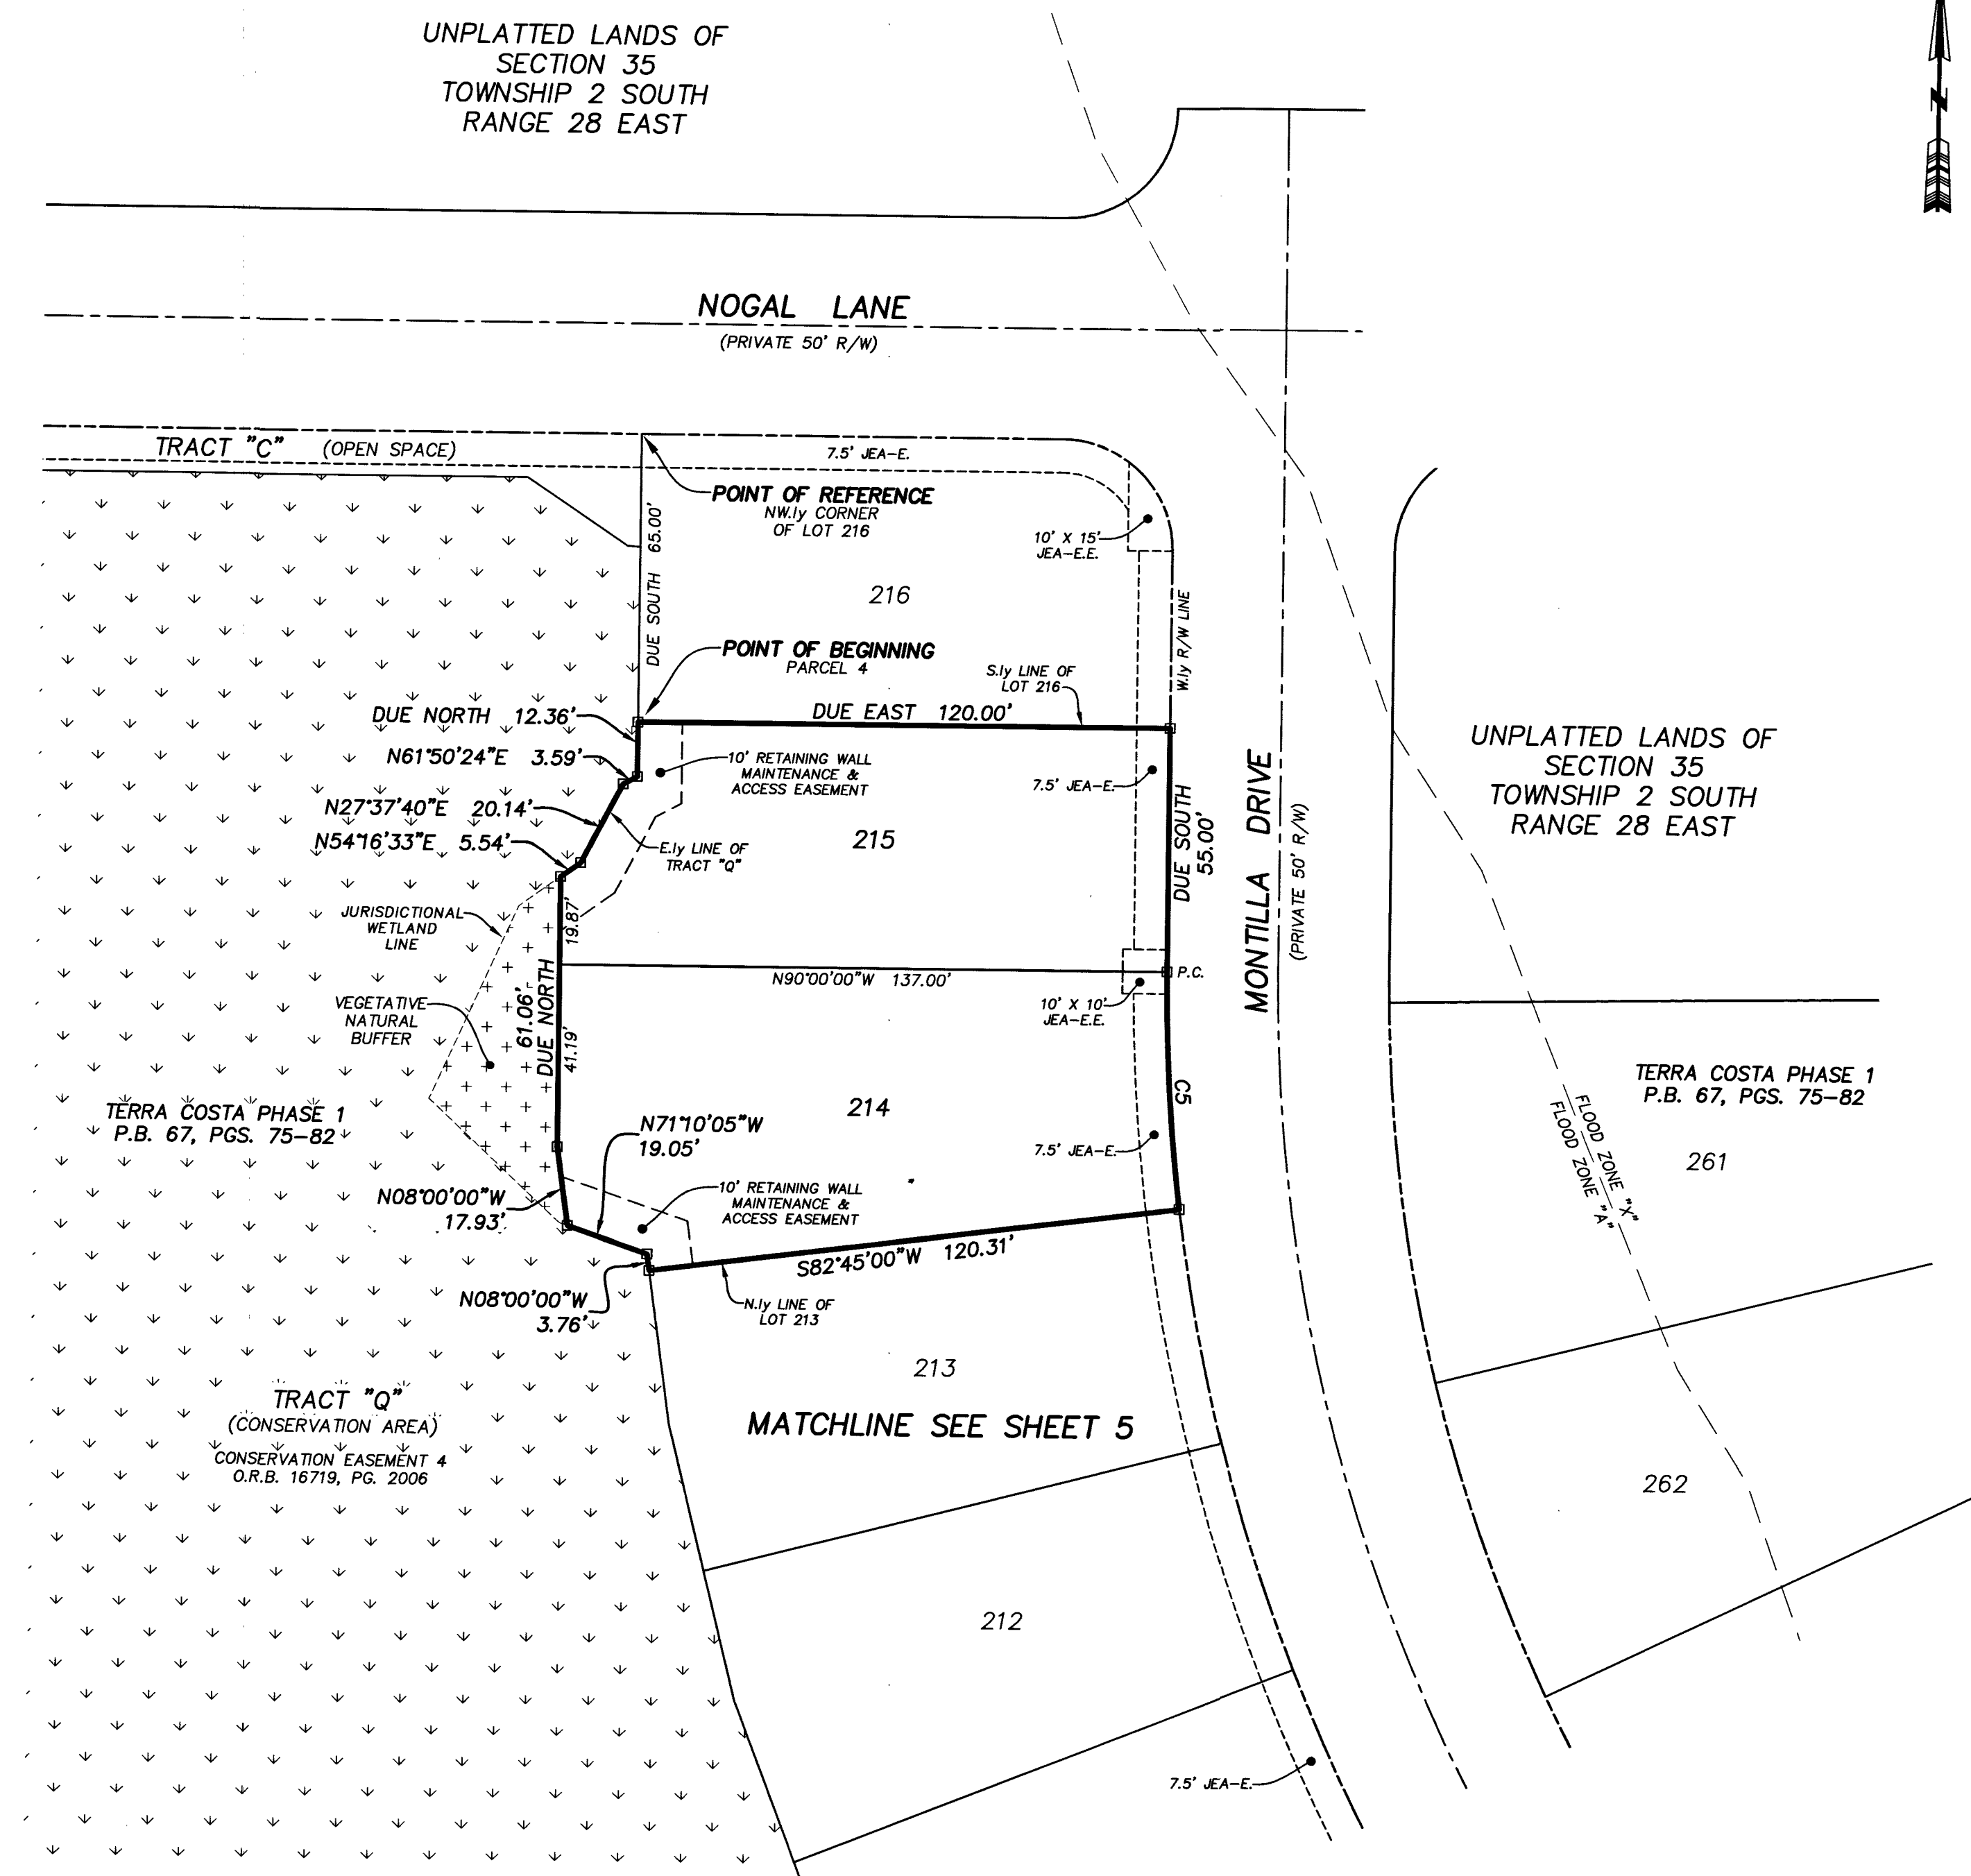 UNPLATTED LANDS OF
SECTION 35
TOWNSHIP 2 SOUTH
RANGE 28 EAST
N
NOGAL LANE
(PRIVATE 50' R/W)
TRACT "C" (OPEN SPACE)
7.5' JEA-E.
POINT OF REFERENCE
NW.ly CORNER
OF LOT 216
10' X 15'
JEA-E.E.
DUE SOUTH 65.00'
216
W.ly R/W LINE
POINT OF BEGINNING
PARCEL 4
S.ly LINE OF
LOT 216
DUE NORTH 12.36'
DUE EAST 120.00'
N61°50'24"E 3.59'
10' RETAINING WALL
MAINTENANCE &
ACCESS EASEMENT
7.5' JEA-E.
N27°37'40"E 20.14'
N54°16'33"E 5.54'
E.ly LINE OF
TRACT "Q"
215
DUE SOUTH
55.00'
MONTILLA DRIVE
(PRIVATE 50' R/W)
UNPLATTED LANDS OF
SECTION 35
TOWNSHIP 2 SOUTH
RANGE 28 EAST
JURISDICTIONAL
WETLAND
LINE
19.87'
N90°00'00"W 137.00'
P.C.
10' X 10'
JEA-E.E.
VEGETATIVE
NATURAL
BUFFER
61.06'
DUE NORTH
41.19'
C5
TERRA COSTA PHASE 1
P.B. 67, PGS. 75-82
TERRA COSTA PHASE 1
P.B. 67, PGS. 75-82
214
N71°10'05"W
19.05'
7.5' JEA-E.
FLOOD ZONE "X"
FLOOD ZONE "A"
261
N08°00'00"W
17.93'
10' RETAINING WALL
MAINTENANCE &
ACCESS EASEMENT
S82°45'00"W 120.31'
N08°00'00"W
3.76'
N.ly LINE OF
LOT 213
213
TRACT "Q"
(CONSERVATION AREA)
CONSERVATION EASEMENT 4
O.R.B. 16719, PG. 2006
MATCHLINE SEE SHEET 5
262
212
7.5' JEA-E.